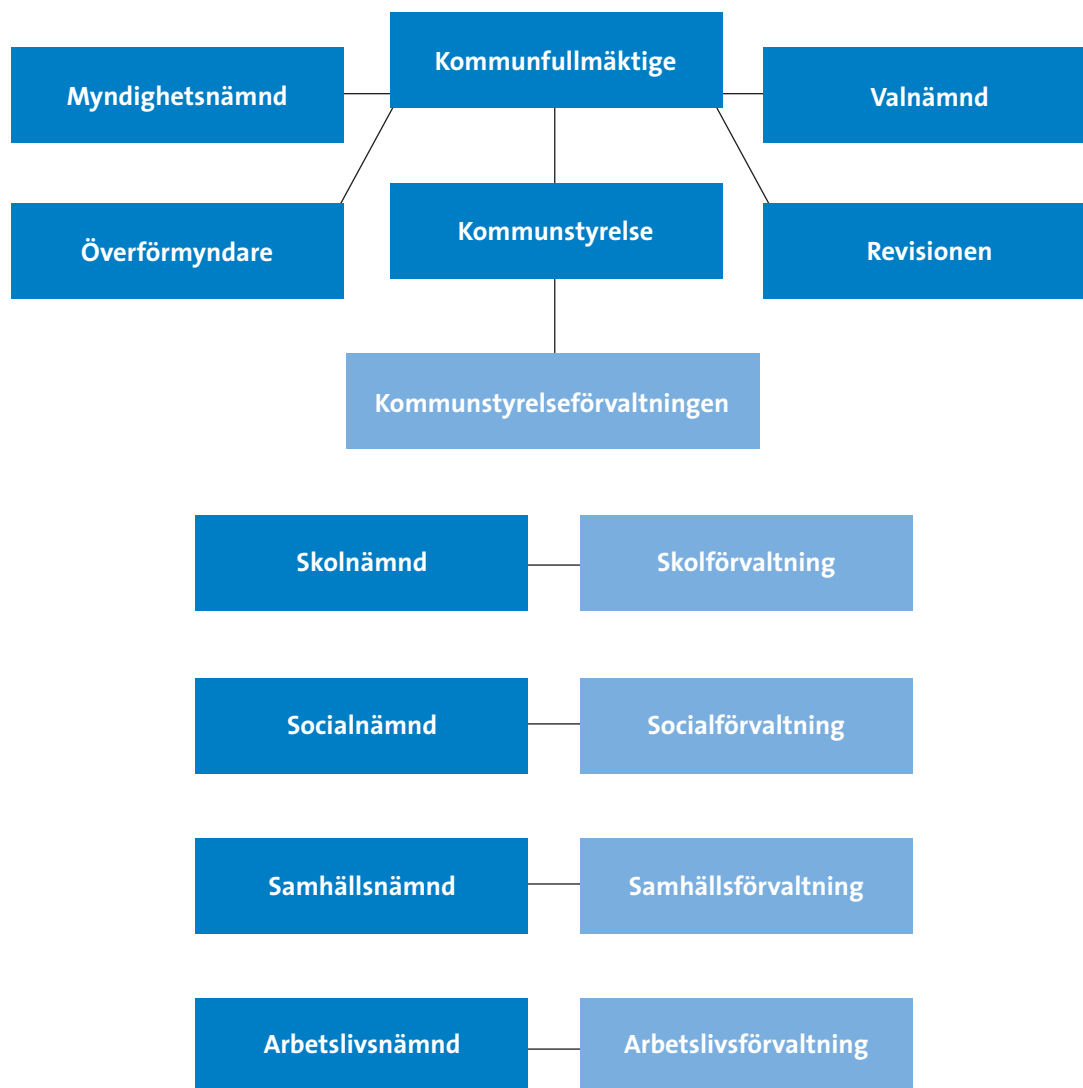 Kommunfullmäktige
Myndighetsnämnd
Valnämnd
Överförmyndare
Kommunstyrelse
Revisionen
Kommunstyrelseförvaltningen
Skolnämnd
Skolförvaltning
Socialnämnd
Socialförvaltning
Samhällsnämnd
Samhällsförvaltning
Arbetslivsnämnd
Arbetslivsförvaltning